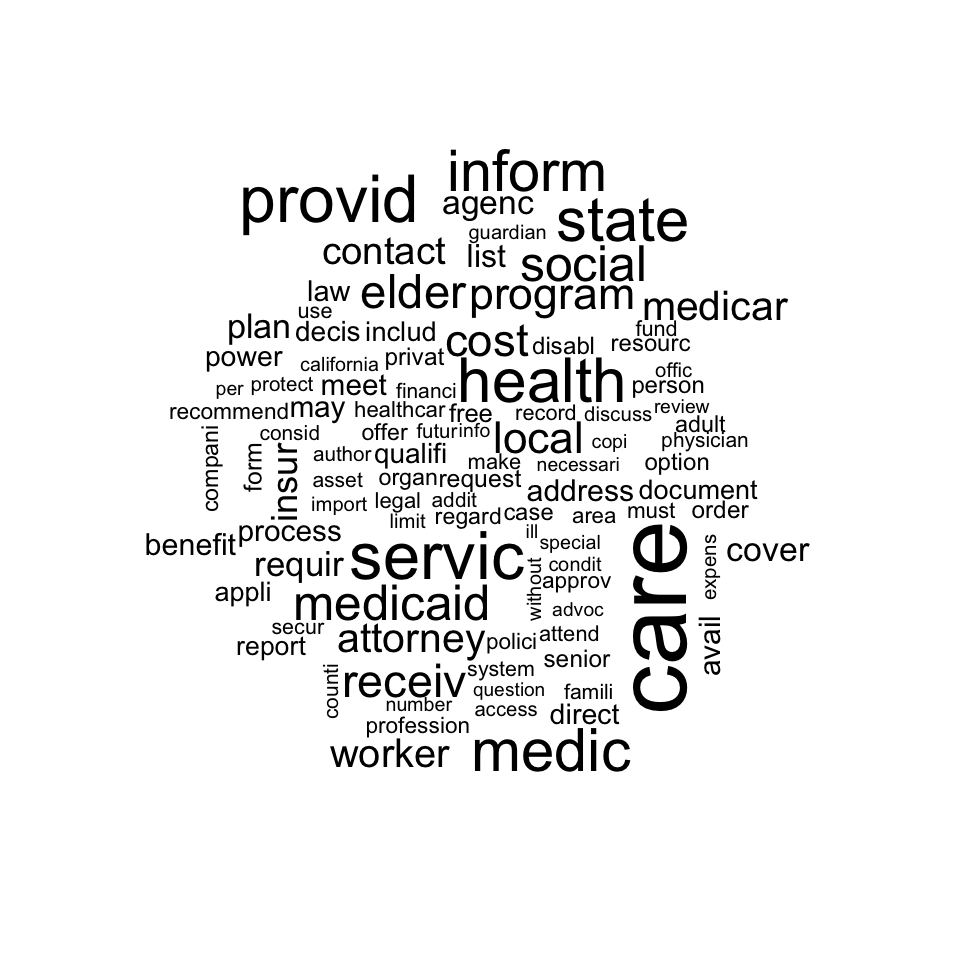 inform
provid
agenc
state
guardian
contact
list
social
law
elder
program
medicar
use
plan
decis
includ
cost
disabl
fund
resourc
power
california
privat
health
offic
person
per
protect
meet
financi
recommend
may
healthcar
free
record
discuss
review
adult
compani
form
insur
consid
offer
futur
info
local
copi
physician
author
qualifi
make
necessari
option
asset
organ
request
address
document
import
legal
addit
limit
regard
case
area
must
order
benefit
process
servic
ill
special
care
expens
cover
requir
without
condit
approv
appli
medicaid
advoc
secur
report
attorney
polici
attend
avail
senior
counti
receiv
system
question
famili
number
access
direct
profession
worker
medic